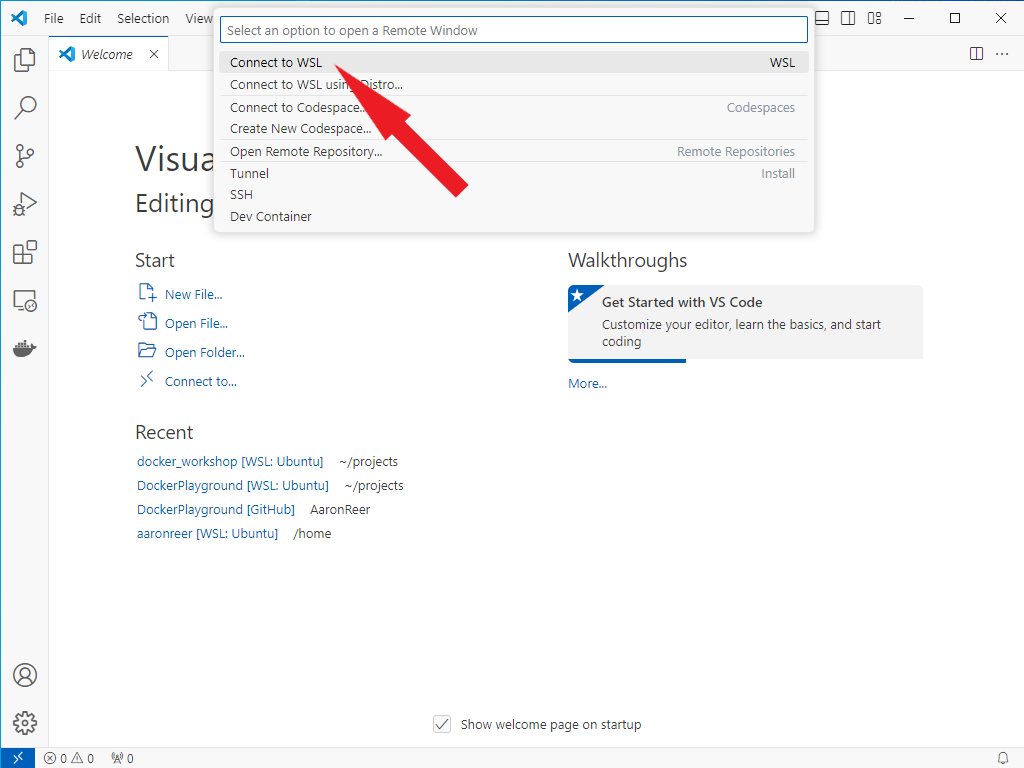 File Edit Selection View
Select an option to open a Remote Window
Welcome
Connect to WSL WSL
Connect to WSL using Distro...
Connect to Codespace... Codespaces
Create New Codespace...
Open Remote Repository... Remote Repositories
Tunnel Install
SSH
Dev Container
Visua
Editing
Start
New File...
Open File...
Open Folder...
Connect to...
Recent
docker_workshop [WSL: Ubuntu] ~/projects
DockerPlayground [WSL: Ubuntu] ~/projects
DockerPlayground [GitHub] AaronReer
aaronreer [WSL: Ubuntu] /home
Walkthroughs
Get Started with VS Code
Customize your editor, learn the basics, and start
coding
More...
Show welcome page on startup
0 0 0